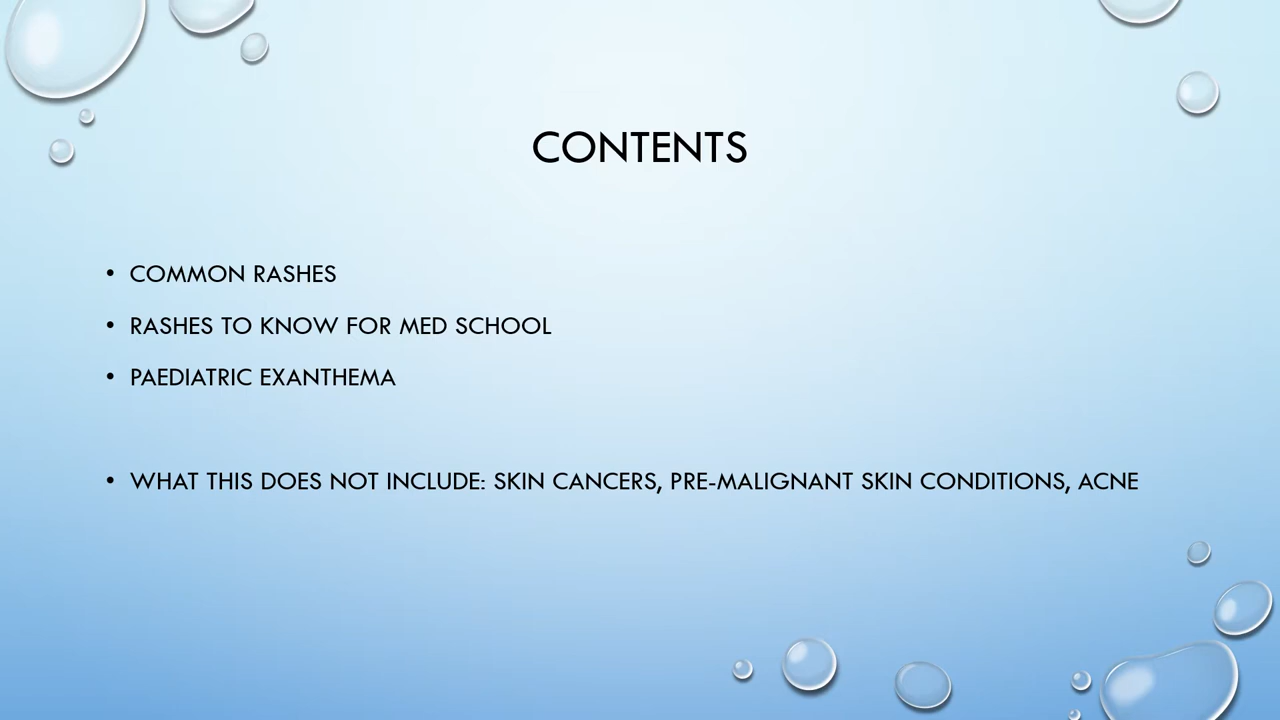 CONTENTS
• COMMON RASHES
• RASHES TO KNOW FOR MED SCHOOL
• PAEDIATRIC EXANTHEMA
• WHAT THIS DOES NOT INCLUDE: SKIN CANCERS, PRE-MALIGNANT SKIN CONDITIONS, ACNE